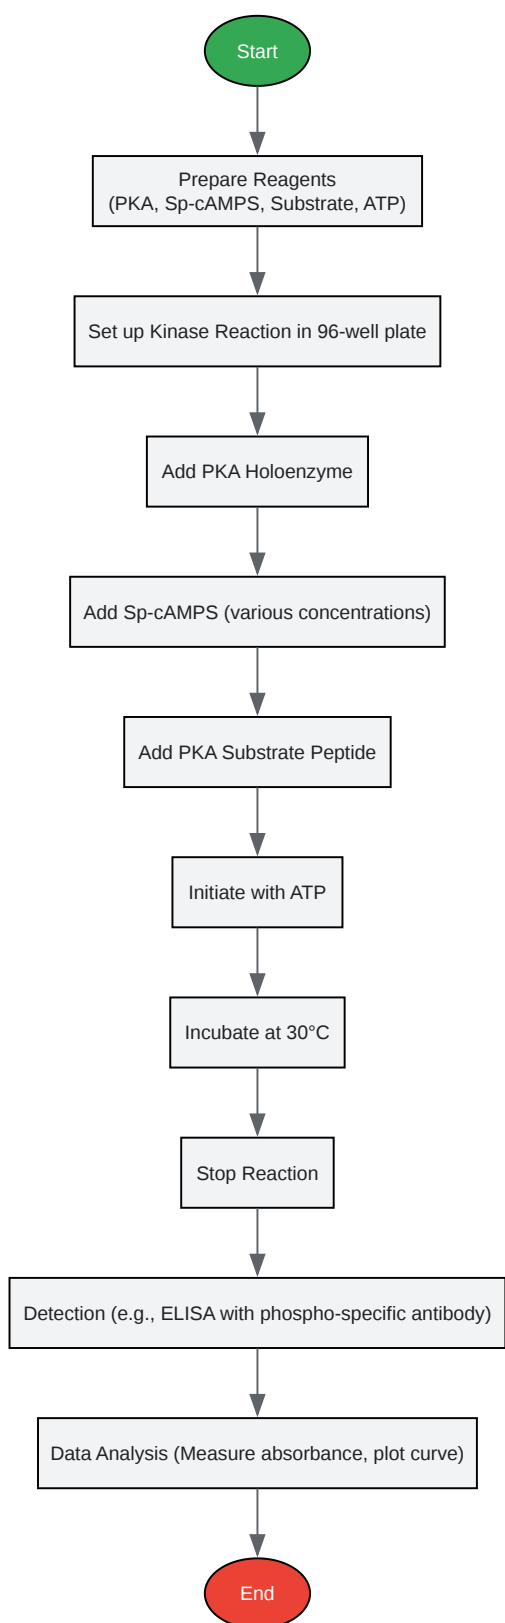 Start
Prepare Reagents
(PKA, Sp-cAMPS, Substrate, ATP)
Set up Kinase Reaction in 96-well plate
Add PKA Holoenzyme
Add Sp-cAMPS (various concentrations)
Add PKA Substrate Peptide
Initiate with ATP
Incubate at 30°C
Stop Reaction
Detection (e.g., ELISA with phospho-specific antibody)
Data Analysis (Measure absorbance, plot curve)
End